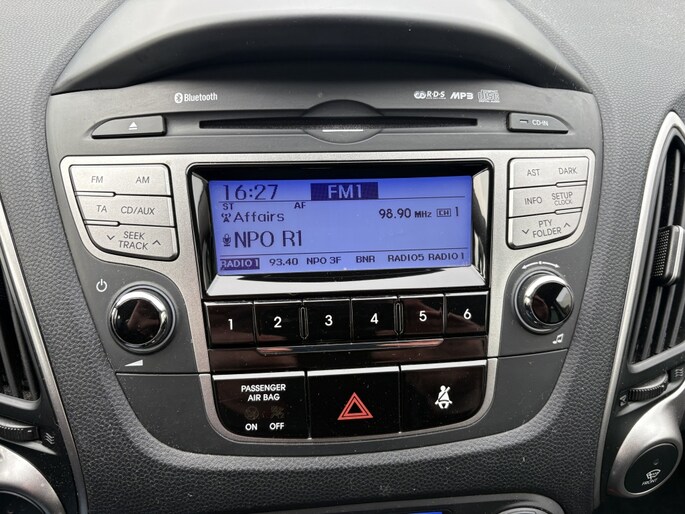 Bluetooth
R·D·S MP3
CD-IN
FM AM
TA CD/AUX
SEEK
TRACK
AST DARK
INFO SETUP
CLOCK
PTY
FOLDER
16:27 FM1
ST AF
Affairs 98.90 MHz CH 1
NPO R1
RADIO 1 93.40 NPO 3F BNR RADIO5 RADIO 1
1 2 3 4 5 6
PASSENGER
AIR BAG
ON OFF
FRONT